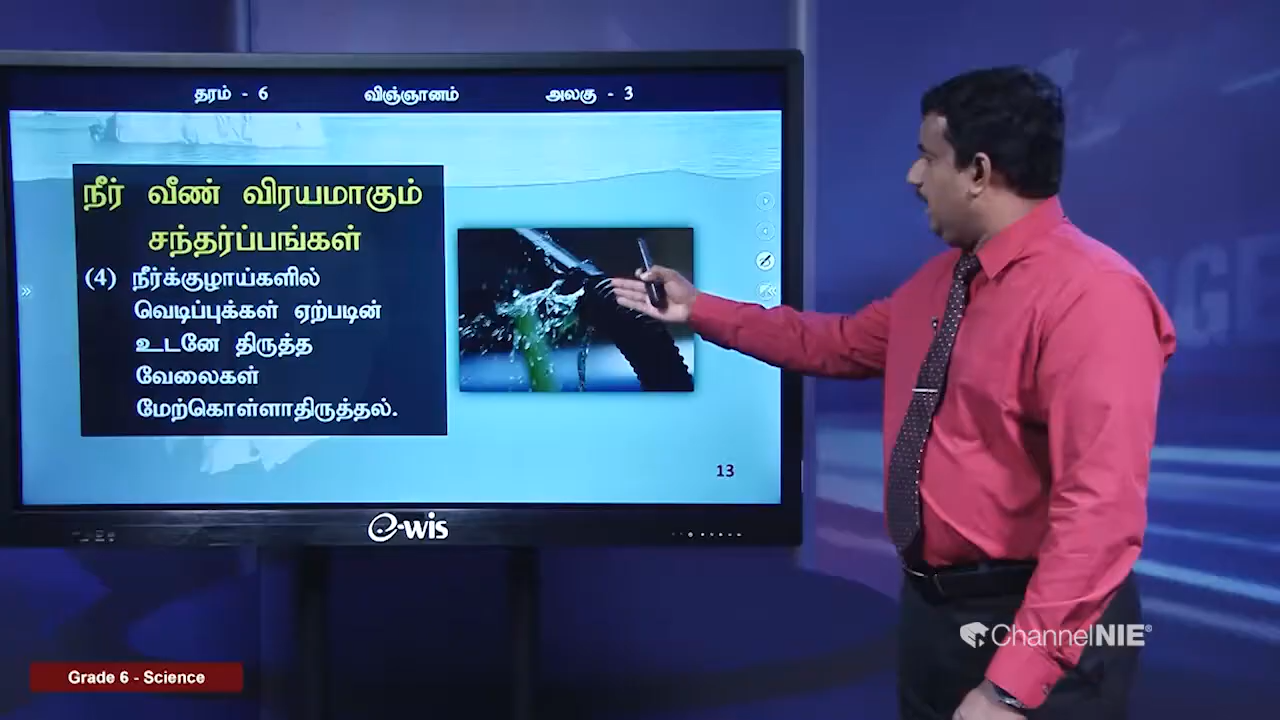 தரம் - 6 விஞ்ஞானம் அலகு - 3
நீர் வீண் விரயமாகும்
சந்தர்ப்பங்கள்
(4) நீர்க்குழாய்களில்
வெடிப்புக்கள் ஏற்படின்
உடனே திருத்த
வேலைகள்
மேற்கொள்ளாதிருத்தல்.
13
e-wis
ChannelNIE®
Grade 6 - Science